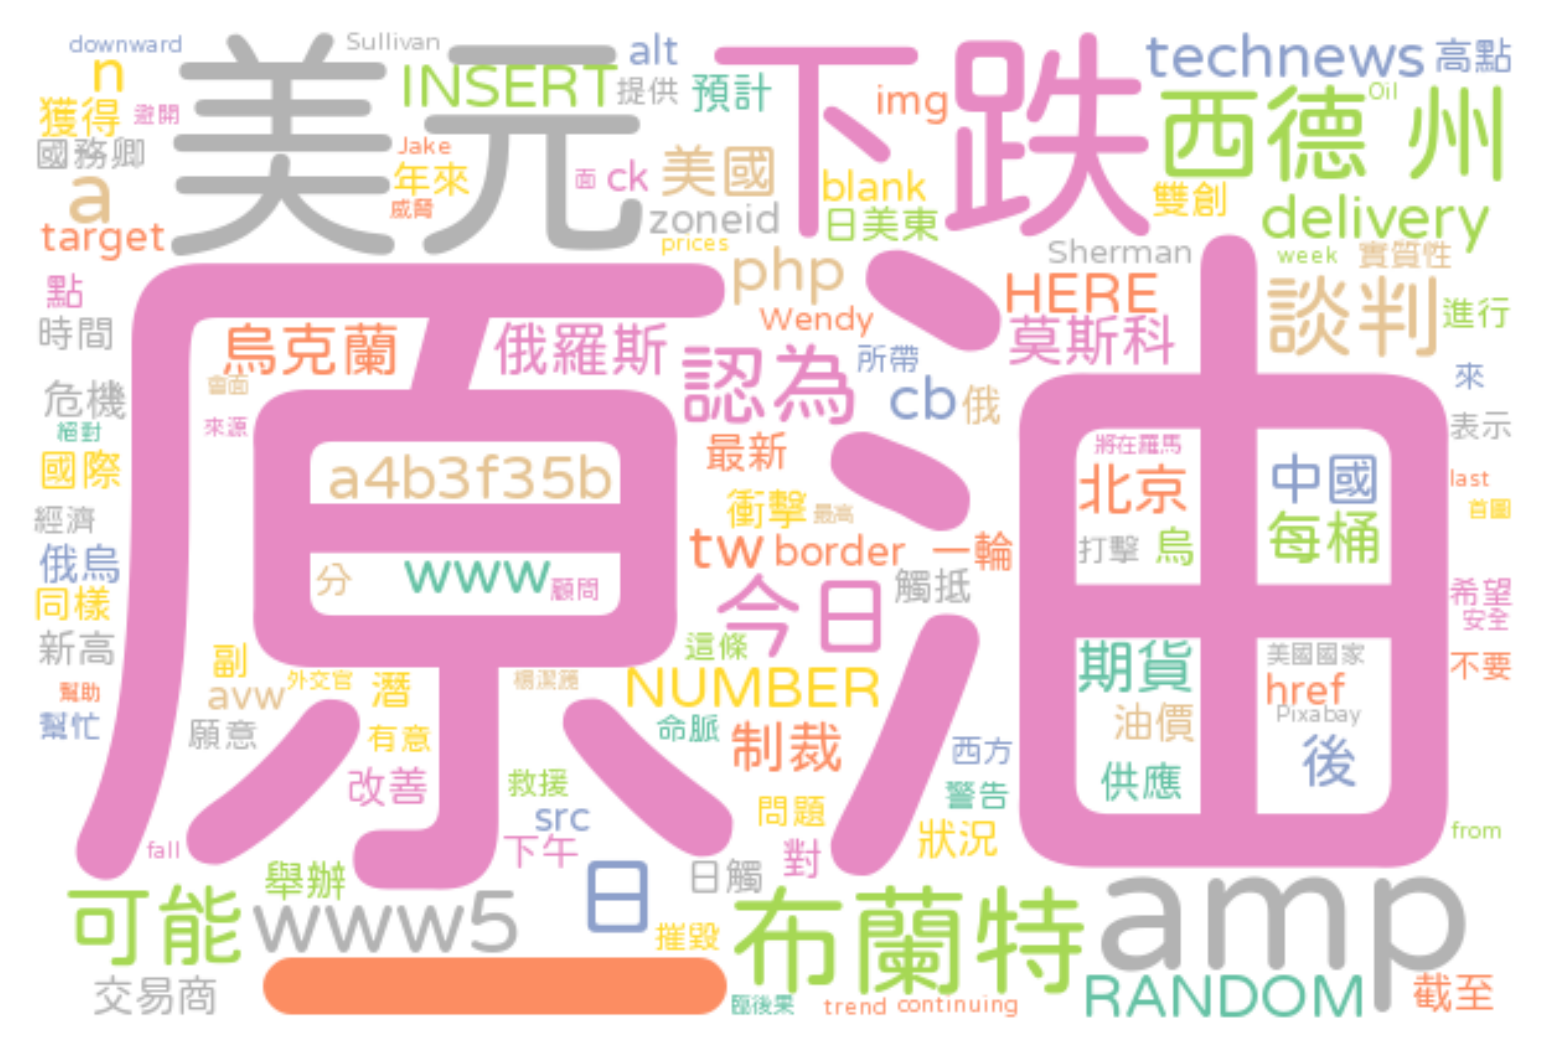 downward
Sullivan
alt
technews
高點
n
美元
INSERT
提供
預計
下跌
img
西德州
Oil
獲得
避開
國務卿
Jake
年來
威脅
面
ck
美國
blank
雙創
a
zoneid
日美東
delivery
target
prices
php
Sherman
week
實質性
點
Wendy
HERE
談判
進行
時間
烏克蘭
俄羅斯
認為
所帶
莫斯科
原油
會面
危機
cb
俄
來
絕對
來源
最新
將在羅馬
表示
國際
a4b3f35b
衝擊
最高
北京
中國
last
首圖
經濟
tw
border
一輪
打擊
烏
每桶
俄烏
分
www
顧問
今日
觸抵
希望
同樣
安全
新高
副
這條
期貨
美國國家
不要
外交官
楊潔篪
NUMBER
href
幫助
avw
潛
油價
Pixabay
幫忙
願意
有意
命脈
制裁
西方
後
改善
救援
警告
供應
src
問題
狀況
from
fall
下午
對
舉辦
日
日觸
可能
www5
摧毀
布蘭特
amp
一
交易商
臨後果
trend
continuing
RANDOM
截至